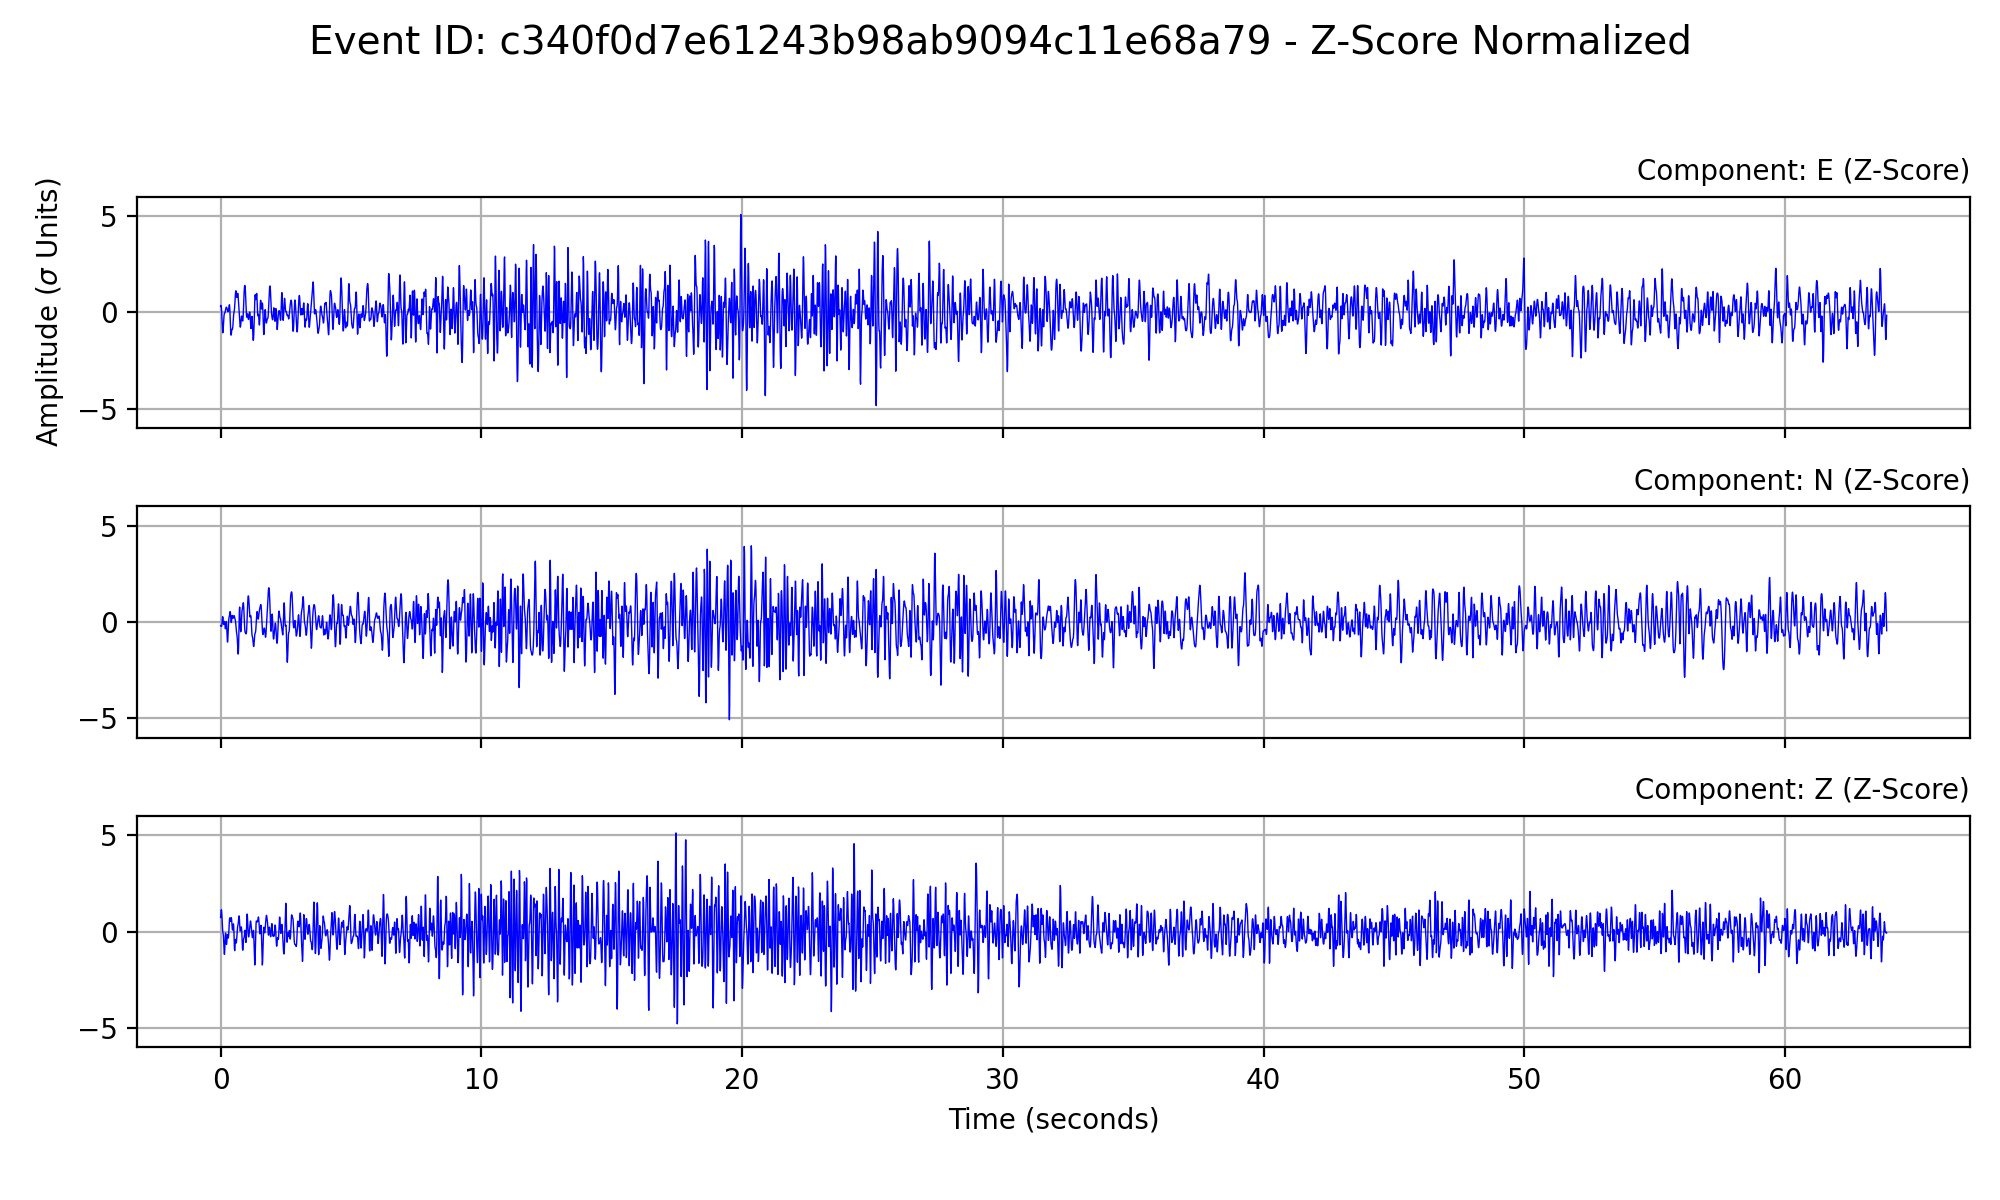 Event ID: c340f0d7e61243b98ab9094c11e68a79 - Z-Score Normalized
Component: E (Z-Score)
Amplitude (σ Units)
5
0
−5
Component: N (Z-Score)
5
0
−5
Component: Z (Z-Score)
5
0
−5
0 10 20 30 40 50 60
Time (seconds)